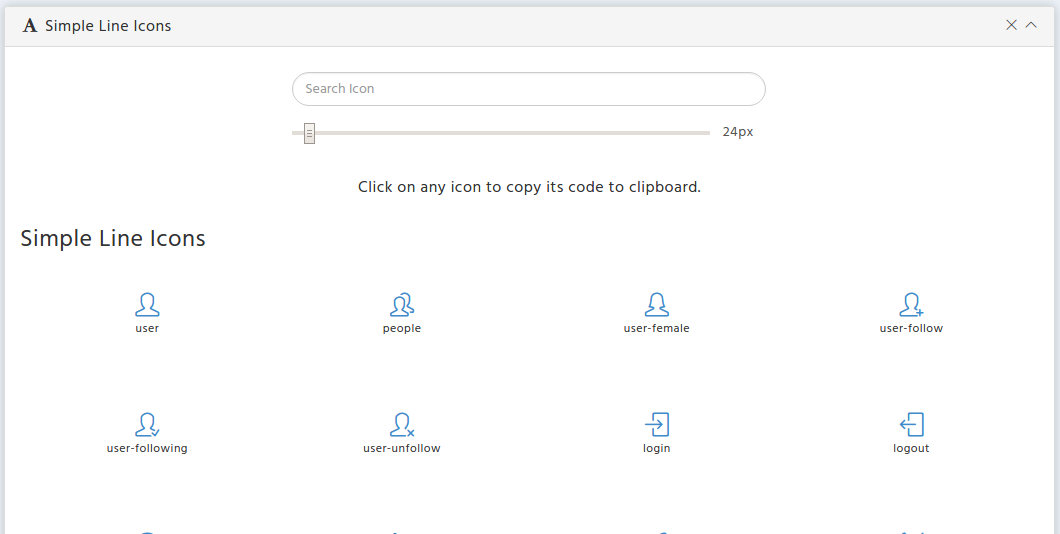 A Simple Line Icons
Search Icon
24px
Click on any icon to copy its code to clipboard.
Simple Line Icons
user people user-female user-follow
user-following user-unfollow login logout